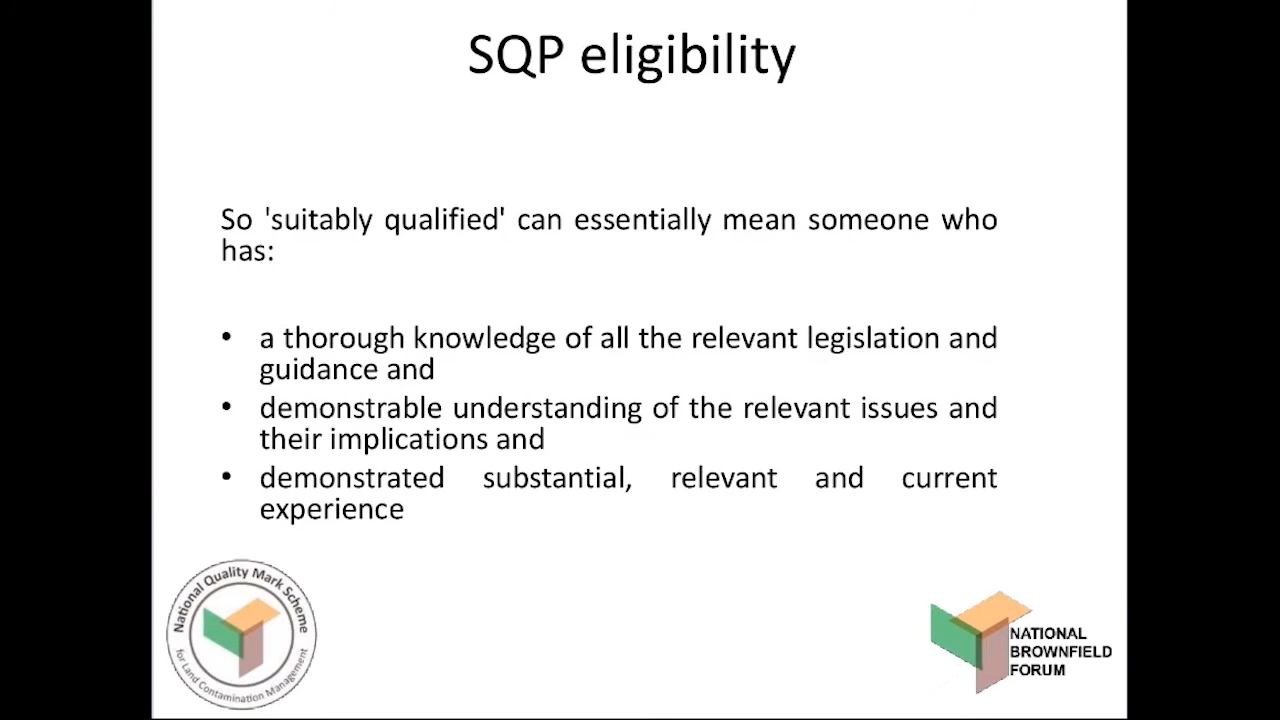 SQP eligibility
So 'suitably qualified' can essentially mean someone who
has:
• a thorough knowledge of all the relevant legislation and
guidance and
• demonstrable understanding of the relevant issues and
their implications and
• demonstrated substantial, relevant and current
experience
National Quality Mark Scheme
for Land Contamination Management
NATIONAL
BROWNFIELD
FORUM